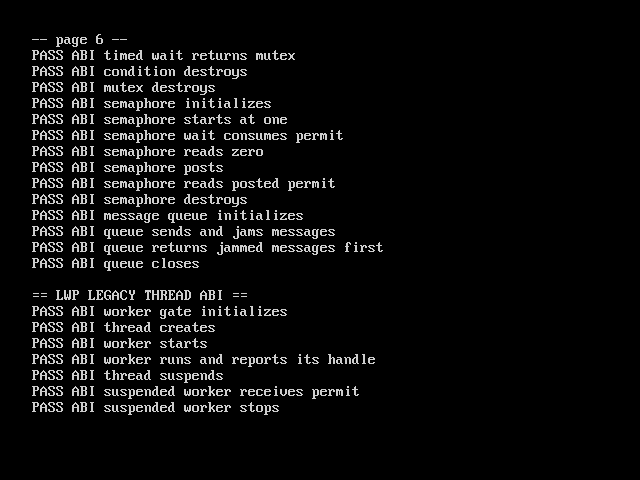 -- page 6 --
PASS ABI timed wait returns mutex
PASS ABI condition destroys
PASS ABI mutex destroys
PASS ABI semaphore initializes
PASS ABI semaphore starts at one
PASS ABI semaphore wait consumes permit
PASS ABI semaphore reads zero
PASS ABI semaphore posts
PASS ABI semaphore reads posted permit
PASS ABI semaphore destroys
PASS ABI message queue initializes
PASS ABI queue sends and jams messages
PASS ABI queue returns jammed messages first
PASS ABI queue closes
== LWP LEGACY THREAD ABI ==
PASS ABI worker gate initializes
PASS ABI thread creates
PASS ABI worker starts
PASS ABI worker runs and reports its handle
PASS ABI thread suspends
PASS ABI suspended worker receives permit
PASS ABI suspended worker stops